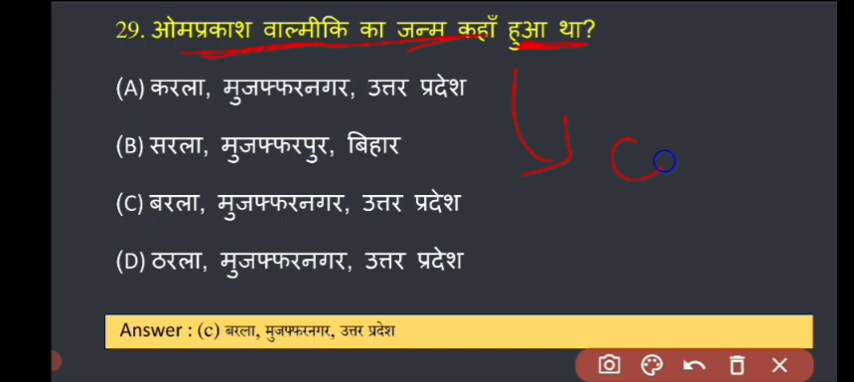 29. ओमप्रकाश वाल्मीकि का जन्म कहाँ हुआ था?
(A) करला, मुजफ्फरनगर, उत्तर प्रदेश
(B) सरला, मुजफ्फरपुर, बिहार
(C) बरला, मुजफ्फरनगर, उत्तर प्रदेश
(D) ठरला, मुजफ्फरनगर, उत्तर प्रदेश
C
Answer : (c) बरला, मुजफ्फरनगर, उत्तर प्रदेश